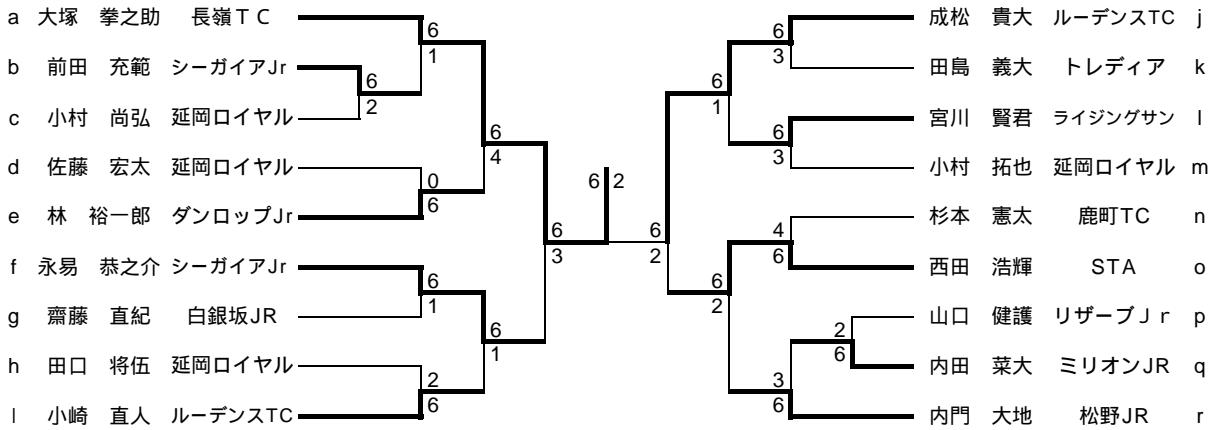 a 大塚 拳之助 長嶺TC
b 前田 充範 シーガイアJr
c 小村 尚弘 延岡ロイヤル
d 佐藤 宏太 延岡ロイヤル
e 林 裕一郎 ダンロップJr
f 永易 恭之介 シーガイアJr
g 齋藤 直紀 白銀坂JR
h 田口 将伍 延岡ロイヤル
I 小崎 直人 ルーデンスTC
6
1
6
2
6
4
0
6
6
3
6
1
6
1
2
6
6 2
成松 貴大 ルーデンスTC j
田島 義大 トレディア k
宮川 賢君 ライジングサン l
小村 拓也 延岡ロイヤル m
杉本 憲太 鹿町TC n
西田 浩輝 STA o
山口 健護 リザーブJr p
内田 菜大 ミリオンJR q
内門 大地 松野JR r
6
3
6
1
6
3
6
2
4
6
6
2
2
6
3
6